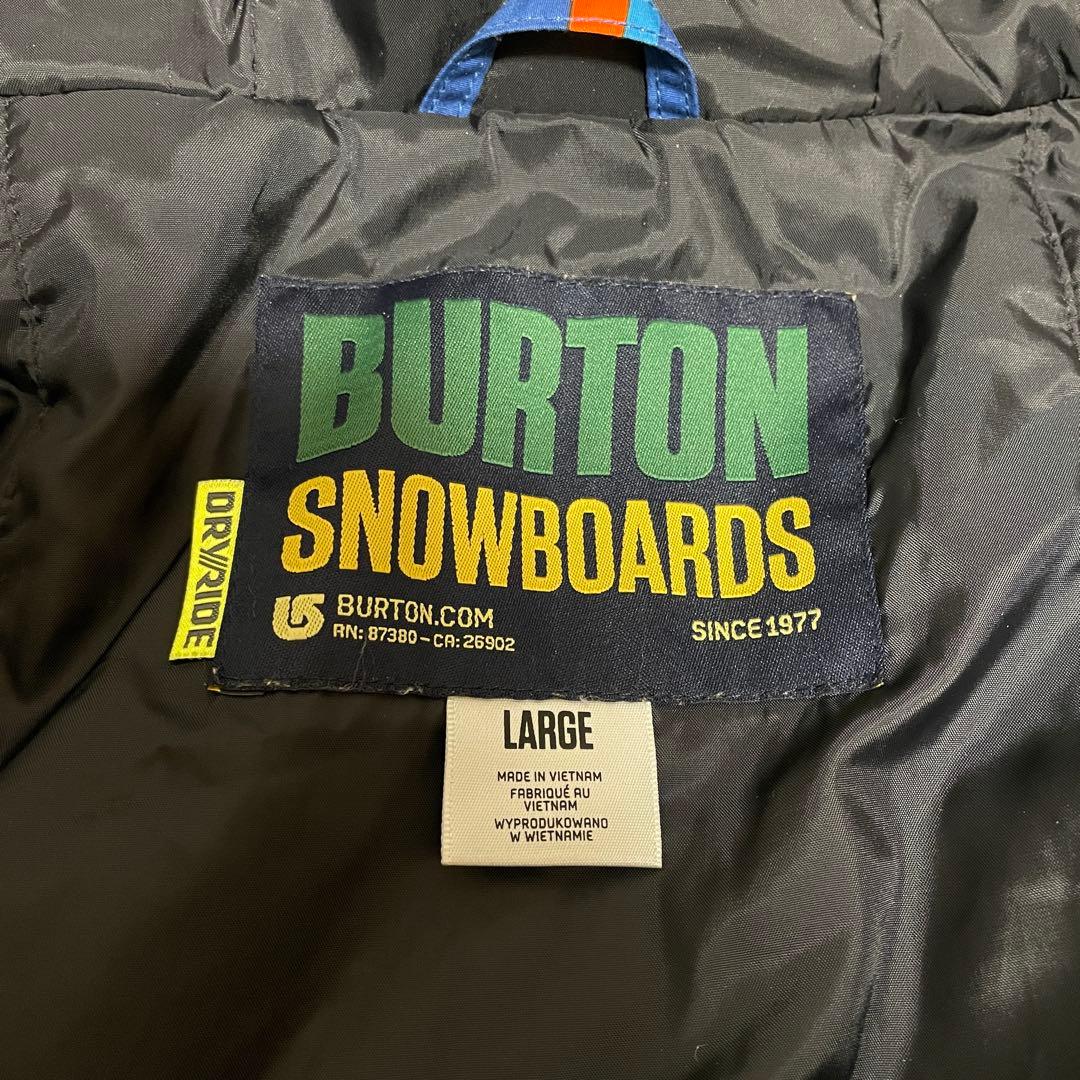 BURTON
SNOWBOARDS
DRY//RIDE
BURTON.COM
RN: 87380-CA: 26902
SINCE 1977
LARGE
MADE IN VIETNAM
FABRIQUÉ AU
VIETNAM
WYPRODUKOWANO
W WIETNAMIE